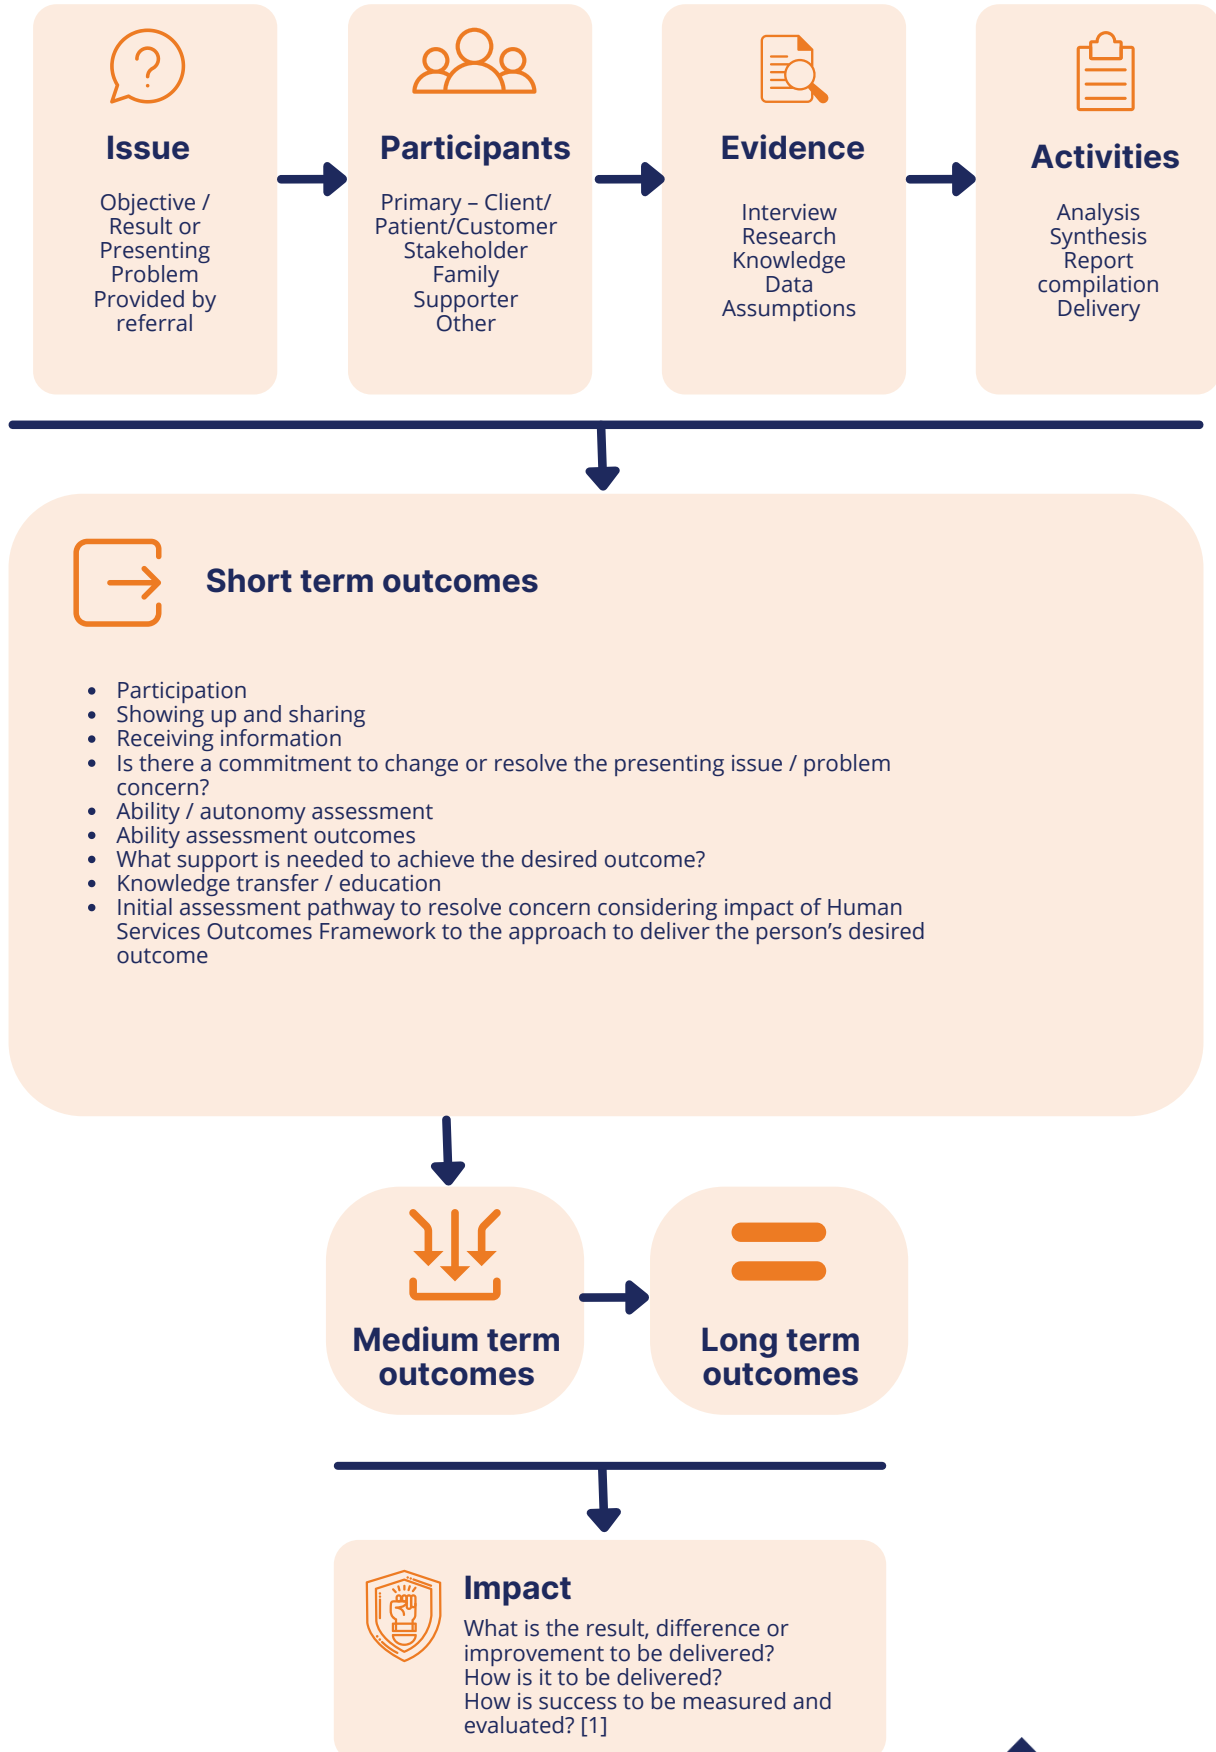 Issue
Objective /
Result or
Presenting
Problem
Provided by
referral
Participants
Primary – Client/
Patient/Customer
Stakeholder
Family
Supporter
Other
Evidence
Interview
Research
Knowledge
Data
Assumptions
Activities
Analysis
Synthesis
Report
compilation
Delivery
Short term outcomes
• Participation
• Showing up and sharing
• Receiving information
• Is there a commitment to change or resolve the presenting issue / problem
concern?
• Ability / autonomy assessment
• Ability assessment outcomes
• What support is needed to achieve the desired outcome?
• Knowledge transfer / education
• Initial assessment pathway to resolve concern considering impact of Human
Services Outcomes Framework to the approach to deliver the person’s desired
outcome
Medium term
outcomes
Long term
outcomes
Impact
What is the result, difference or
improvement to be delivered?
How is it to be delivered?
How is success to be measured and
evaluated? [1]